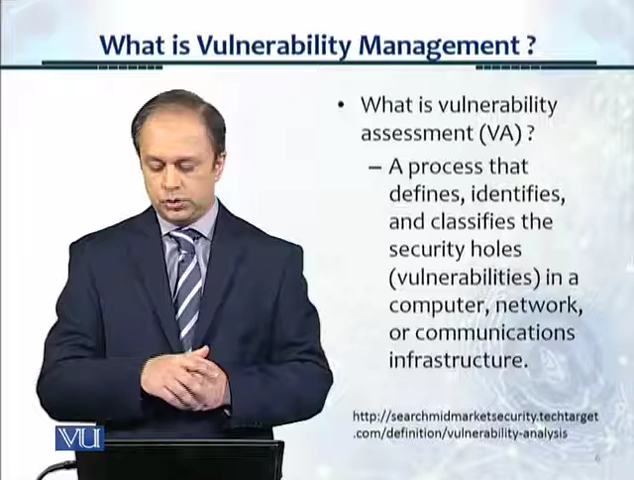 What is Vulnerability Management ?
• What is vulnerability
assessment (VA) ?
– A process that
defines, identifies,
and classifies the
security holes
(vulnerabilities) in a
computer, network,
or communications
infrastructure.
http://searchmidmarketsecurity.techtarget
.com/definition/vulnerability-analysis
VU
6